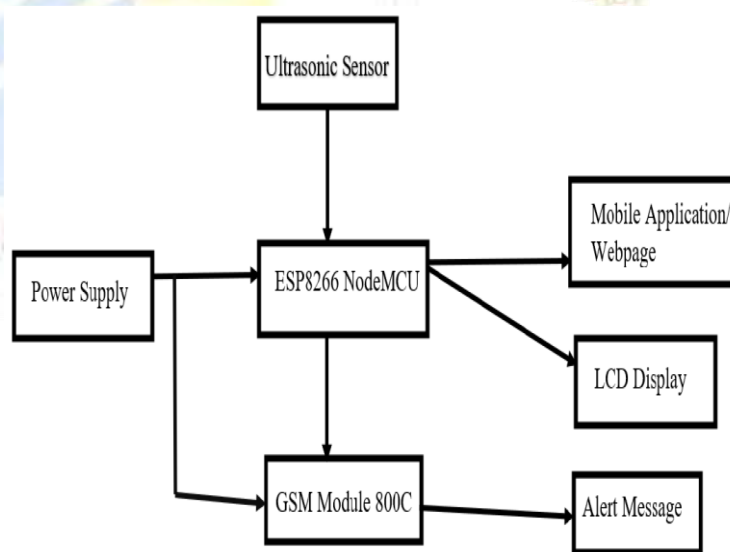 Ultrasonic Sensor
Mobile Application/
Webpage
ESP8266 NodeMCU
Power Supply
LCD Display
GSM Module 800C
Alert Message